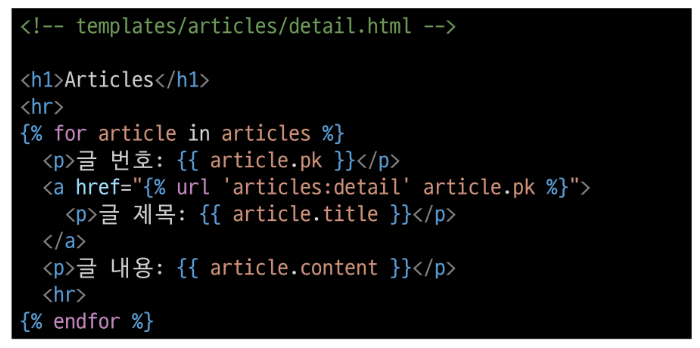 <!-- templates/articles/detail.html -->
<h1>Articles</h1>
<hr>
{% for article in articles %}
<p>글 번호: {{ article.pk }}</p>
<a href="{% url 'articles:detail' article.pk %}">
<p>글 제목: {{ article.title }}</p>
</a>
<p>글 내용: {{ article.content }}</p>
<hr>
{% endfor %}